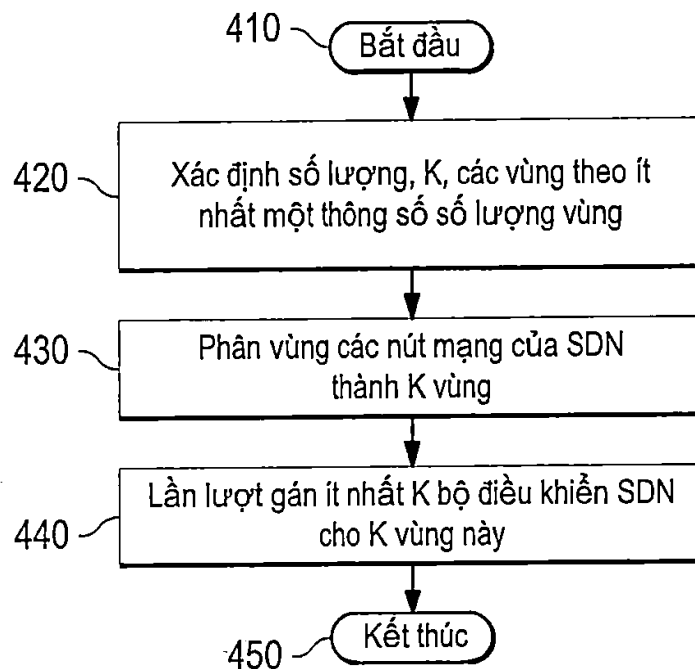 410
Bắt đầu
420
Xác định số lượng, K, các vùng theo ít
nhất một thông số số lượng vùng
430
Phân vùng các nút mạng của SDN
thành K vùng
440
Lần lượt gán ít nhất K bộ điều khiển SDN
cho K vùng này
450
Kết thúc